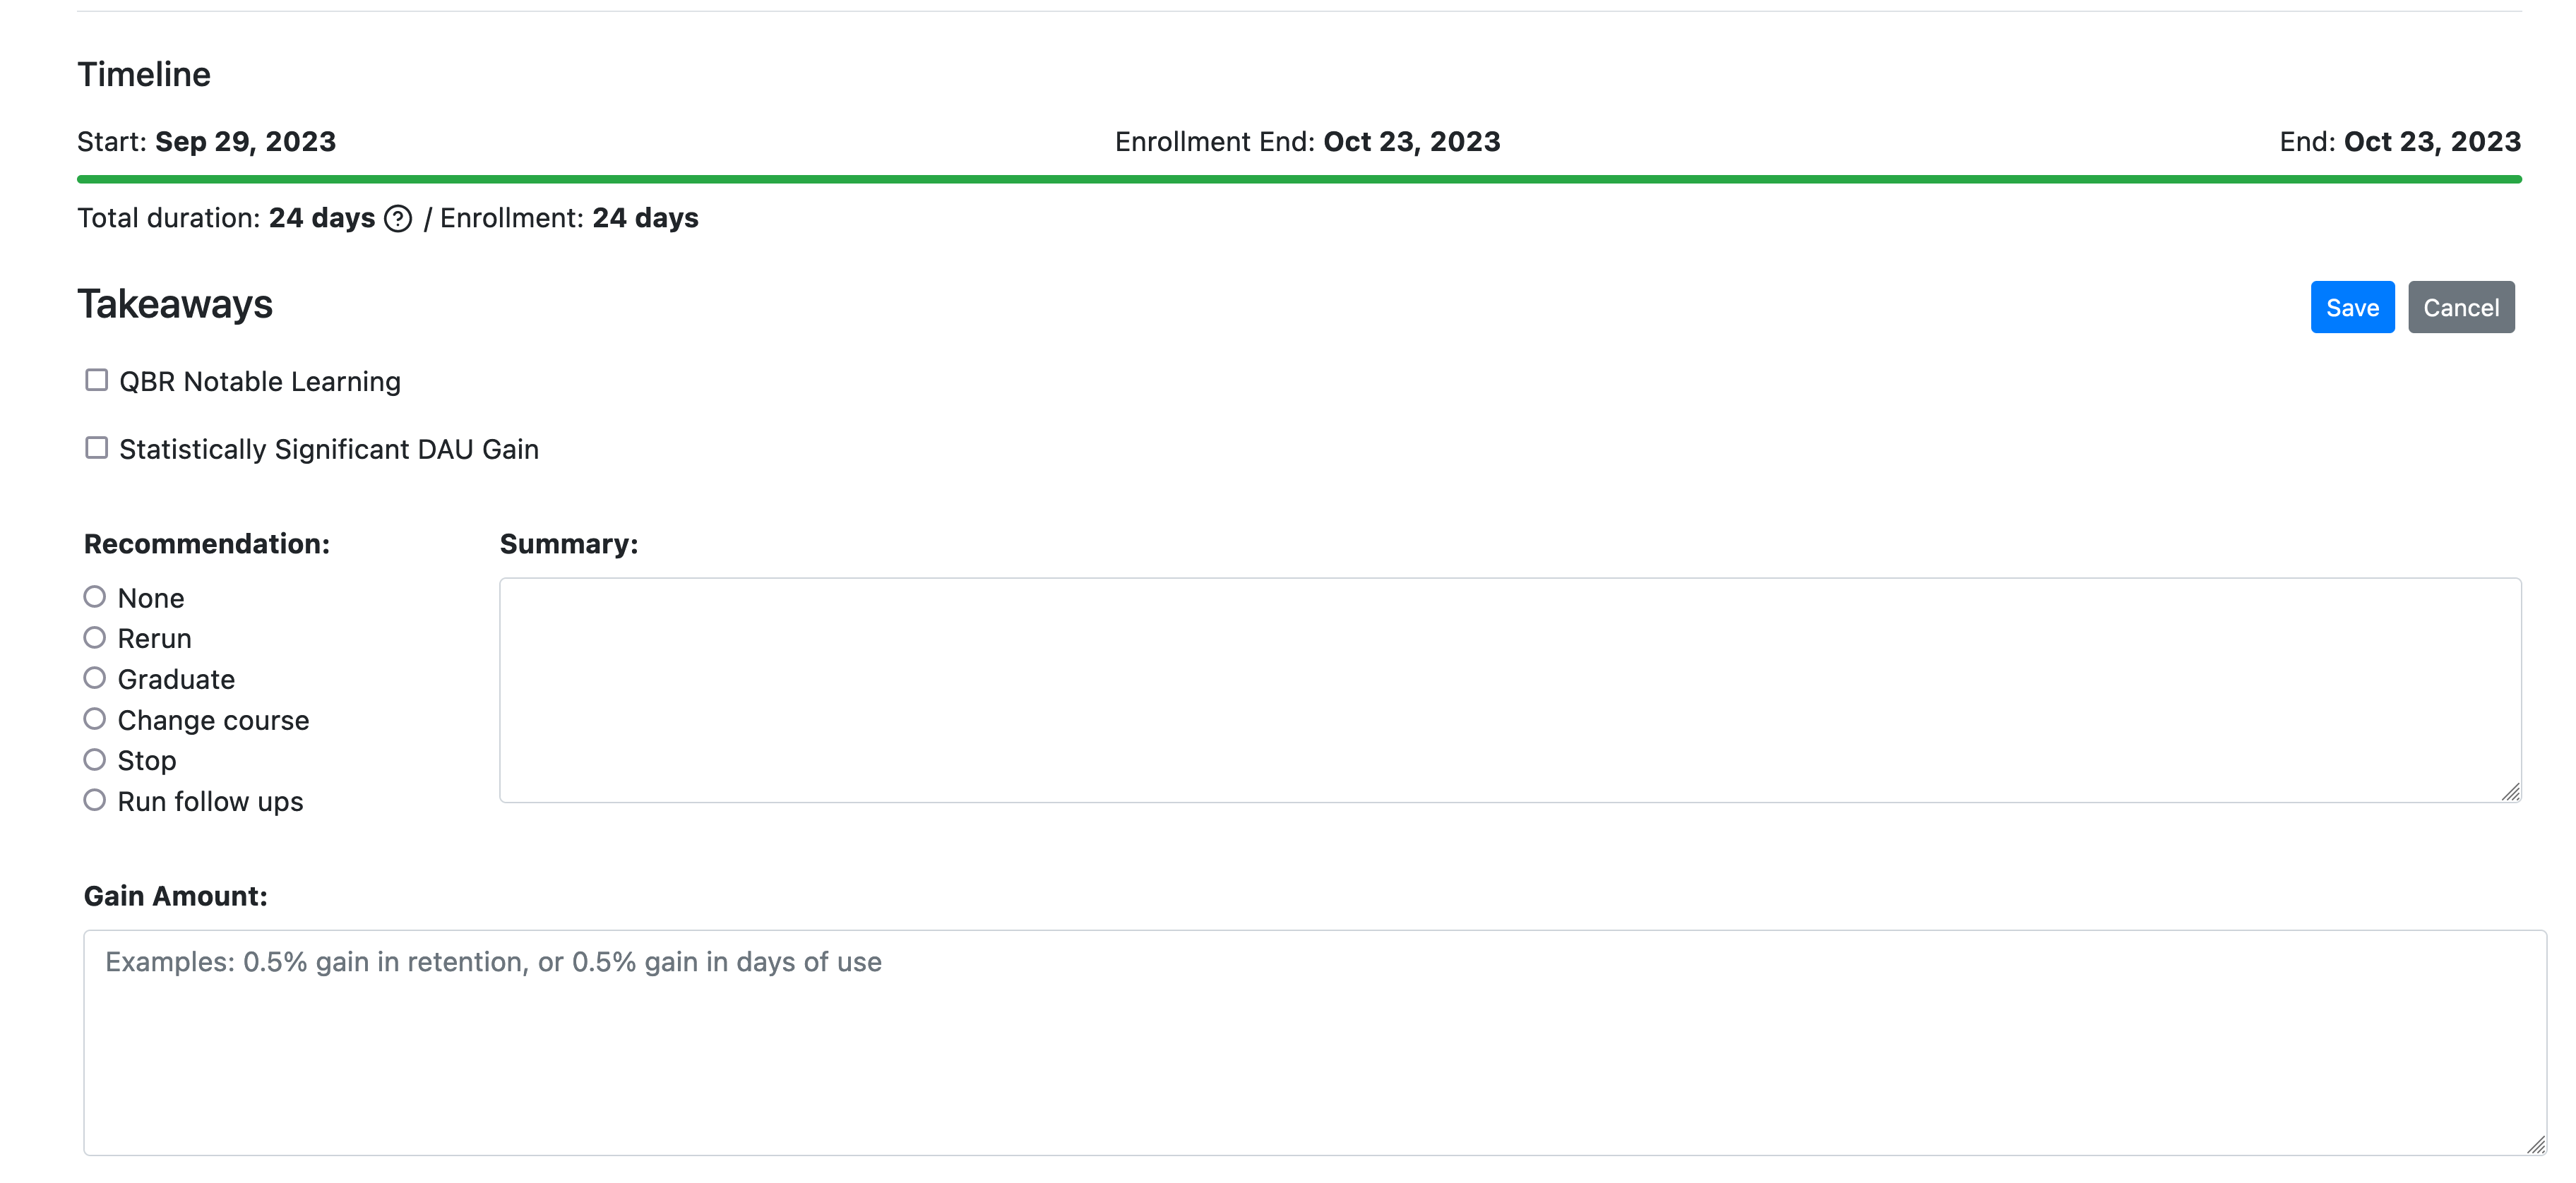 Timeline
Start: Sep 29, 2023 Enrollment End: Oct 23, 2023 End: Oct 23, 2023
Total duration: 24 days ? / Enrollment: 24 days
Takeaways Save Cancel
QBR Notable Learning
Statistically Significant DAU Gain
Recommendation: Summary:
None
Rerun
Graduate
Change course
Stop
Run follow ups
Gain Amount:
Examples: 0.5% gain in retention, or 0.5% gain in days of use